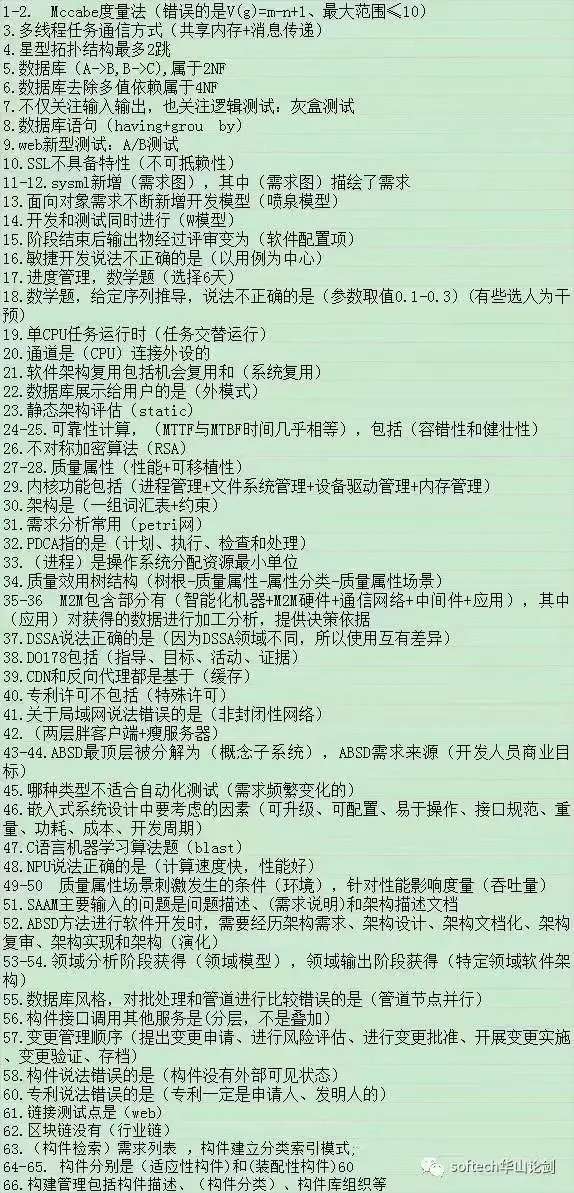 1-2. Mccabe度量法（错误的是V(g)=m-n+1、最大范围≤10）
3.多线程任务通信方式（共享内存+消息传递）
4.星型拓扑结构最多2跳
5.数据库（A->B,B->C),属于2NF
6.数据库去除多值依赖属于4NF
7.不仅关注输入输出，也关注逻辑测试：灰盒测试
8.数据库语句（having+grou by）
9.web新型测试：A/B测试
10.SSL不具备特性（不可抵赖性）
11-12.sysml新增（需求图），其中（需求图）描绘了需求
13.面向对象需求不断新增开发模型（喷泉模型）
14.开发和测试同时进行（W模型）
15.阶段结束后输出物经过评审变为（软件配置项）
16.敏捷开发说法不正确的是（以用例为中心）
17.进度管理，数学题（选择6天）
18.数学题，给定序列推导，说法不正确的是（参数取值0.1-0.3）(有些选人为干
预)
19.单CPU任务运行时（任务交替运行）
20.通道是（CPU）连接外设的
21.软件架构复用包括机会复用和（系统复用）
22.数据库展示给用户的是（外模式）
23.静态架构评估（static）
24-25.可靠性计算，（MTTF与MTBF时间几乎相等），包括（容错性和健壮性）
26.不对称加密算法（RSA）
27-28.质量属性（性能+可移植性）
29.内核功能包括（进程管理+文件系统管理+设备驱动管理+内存管理）
30.架构是（一组词汇表+约束）
31.需求分析常用（petri网）
32.PDCA指的是（计划、执行、检查和处理）
33.（进程）是操作系统分配资源最小单位
34.质量效用树结构（树根-质量属性-属性分类-质量属性场景）
35-36 M2M包含部分有（智能化机器+M2M硬件+通信网络+中间件+应用），其中
（应用）对获得的数据进行加工分析，提供决策依据
37.DSSA说法正确的是（因为DSSA领域不同，所以使用互有差异）
38.DO178包括（指导、目标、活动、证据）
39.CDN和反向代理都是基于（缓存）
40.专利许可不包括（特殊许可）
41.关于局域网说法错误的是（非封闭性网络）
42.（两层胖客户端+瘦服务器）
43-44.ABSD最顶层被分解为（概念子系统），ABSD需求来源（开发人员商业目
标）
45.哪种类型不适合自动化测试（需求频繁变化的）
46.嵌入式系统设计中要考虑的因素（可升级、可配置、易于操作、接口规范、重
量、功耗、成本、开发周期）
47.C语言机器学习算法题（blast）
48.NPU说法正确的是（计算速度快，性能好）
49-50 质量属性场景刺激发生的条件（环境），针对性能影响度量（吞吐量）
51.SAAM主要输入的问题是问题描述、(需求说明)和架构描述文档
52.ABSD方法进行软件开发时，需要经历架构需求、架构设计、架构文档化、架构
复审、架构实现和架构（演化）
53-54.领域分析阶段获得（领域模型），领域输出阶段获得（特定领域软件架
构）
55.数据库风格，对批处理和管道进行比较错误的是（管道节点并行）
56.构件接口调用其他服务是(分层，不是叠加）
57.变更管理顺序（提出变更申请、进行风险评估、进行变更批准、开展变更实施
、变更验证、存档）
58.构件说法错误的是（构件没有外部可见状态）
60.专利说法错误的是（专利一定是申请人、发明人的）
61.链接测试点是（web）
62.区块链没有（行业链）
63.（构件检索）需求列表 ，构件建立分类索引模式;
64-65. 构件分别是（适应性构件)和(装配性构件)60
66.构建管理包括构件描述、（构件分类）、构件库组织等
softech华山论剑